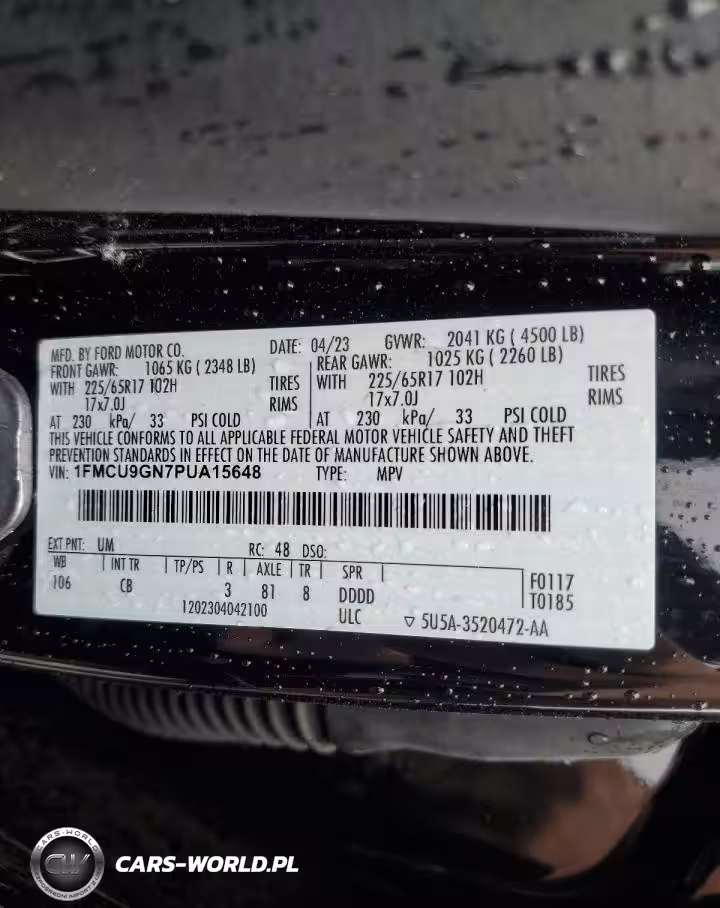 MFD. BY FORD MOTOR CO. DATE: 04/23 GVWR: 2041 KG ( 4500 LB)
FRONT GAWR: 1065 KG ( 2348 LB) REAR GAWR: 1025 KG ( 2260 LB)
WITH 225/65R17 102H TIRES WITH 225/65R17 102H TIRES
17x7.0J RIMS 17x7.0J RIMS
AT 230 kPa/ 33 PSI COLD AT 230 kPa/ 33 PSI COLD
THIS VEHICLE CONFORMS TO ALL APPLICABLE FEDERAL MOTOR VEHICLE SAFETY AND THEFT
PREVENTION STANDARDS IN EFFECT ON THE DATE OF MANUFACTURE SHOWN ABOVE.
VIN: 1FMCU9GN7PUA15648 TYPE: MPV
EXT PNT: UM RC: 48 DSO:
WB INT TR TP/PS R AXLE TR SPR F0117
106 CB 3 81 8 DDDD T0185
1202304042100 ULC ▽ 5U5A-3520472-AA
CARS-WORLD
CW
CARS-WORLD.PL